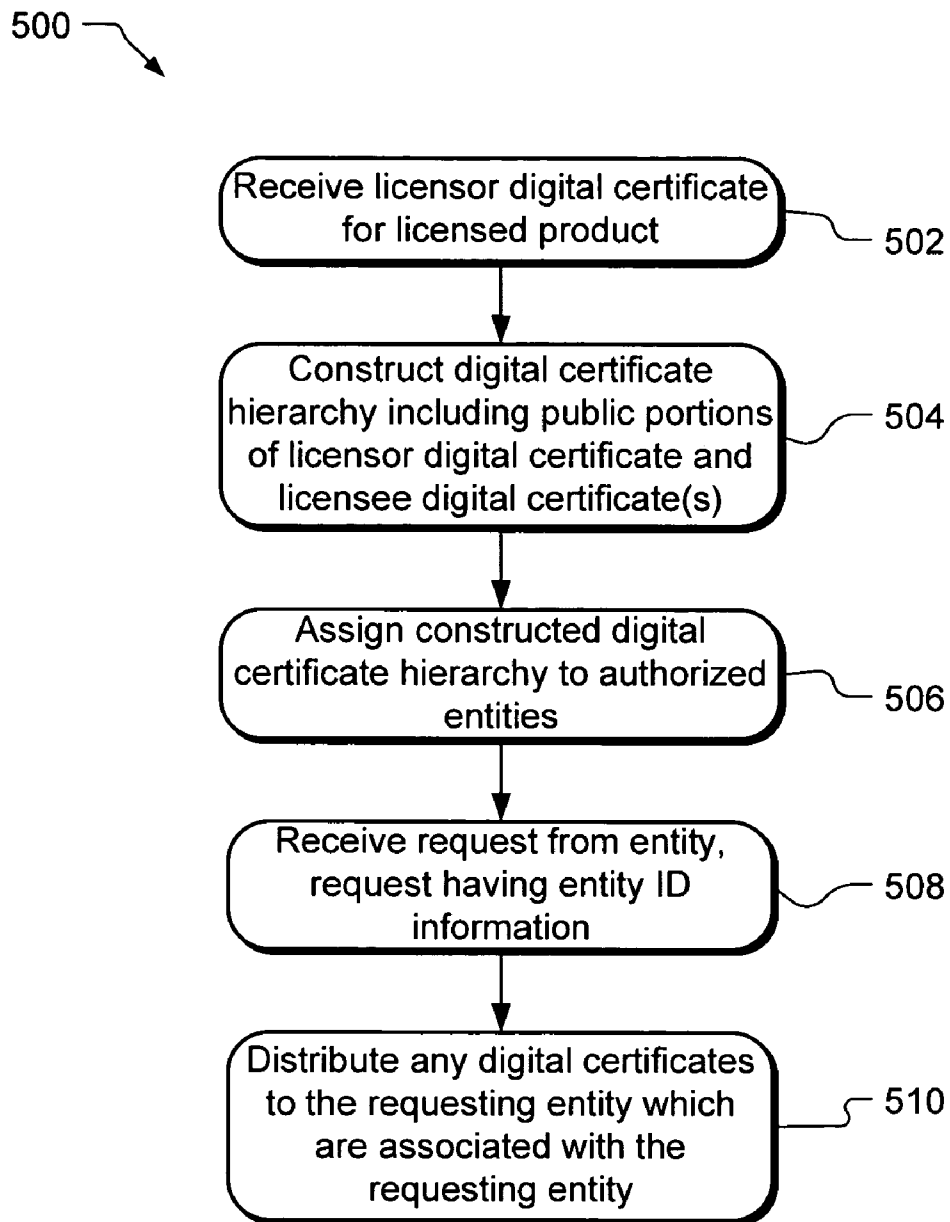 500
Receive licensor digital certificate
for licensed product
502
Construct digital certificate
hierarchy including public portions
of licensor digital certificate and
licensee digital certificate(s)
504
Assign constructed digital
certificate hierarchy to authorized
entities
506
Receive request from entity,
request having entity ID
information
508
Distribute any digital certificates
to the requesting entity which
are associated with the
requesting entity
510